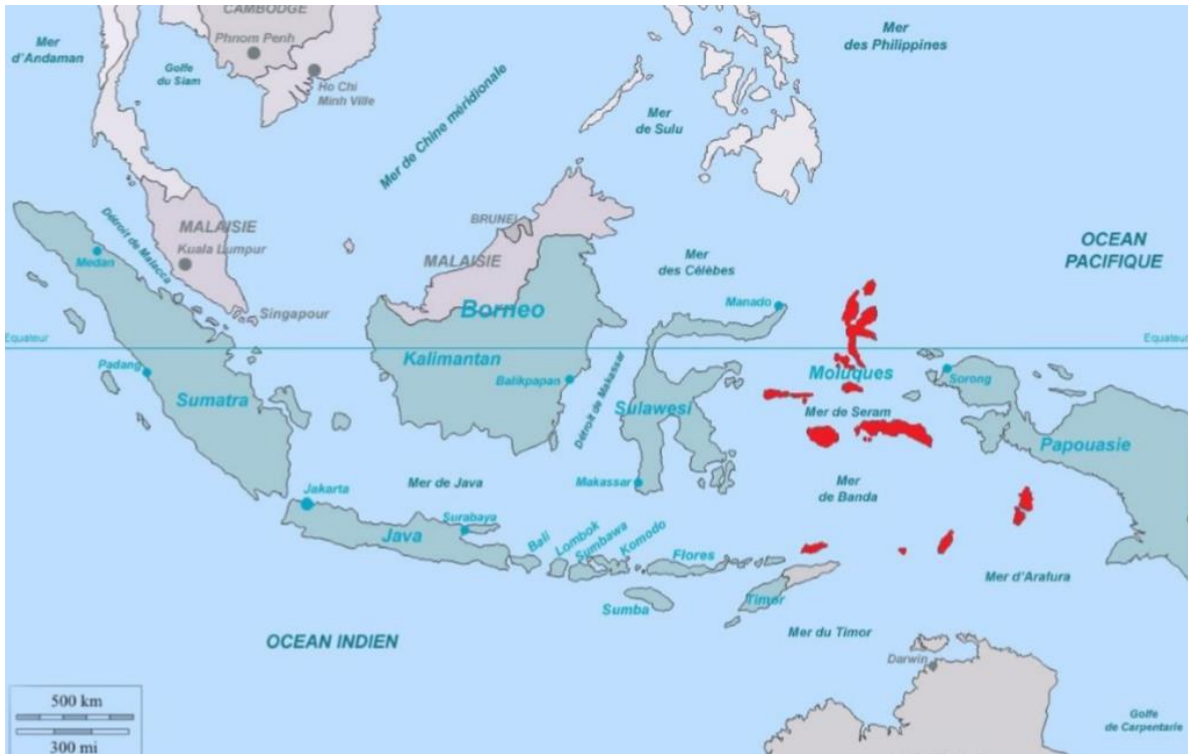 CAMBODGE
Phnom Penh
Mer
d'Andaman
Golfe
du Siam
Ho Chi
Minh Ville
Mer de Chine méridionale
Mer
des Philippines
Mer
de Sulu
MALAISIE
Kuala Lumpur
Détroit de Malacca
Medan
Singapour
BRUNEI
MALAISIE
Mer
des Célèbes
Manado
OCEAN
PACIFIQUE
Equateur
Equateur
Borneo
Kalimantan
Balikpapan
Détroit de Makassar
Padang
Sumatra
Sulawesi
Moluques
Sorong
Mer de Seram
Papouasie
Mer de Java
Makassar
Mer
de Banda
Jakarta
Java
Surabaya
Bali
Lombok
Sumbawa
Komodo
Flores
Sumba
Timor
Mer d'Arafura
OCEAN INDIEN
Mer du Timor
Darwin
Golfe
de Carpentarie
500 km
300 mi